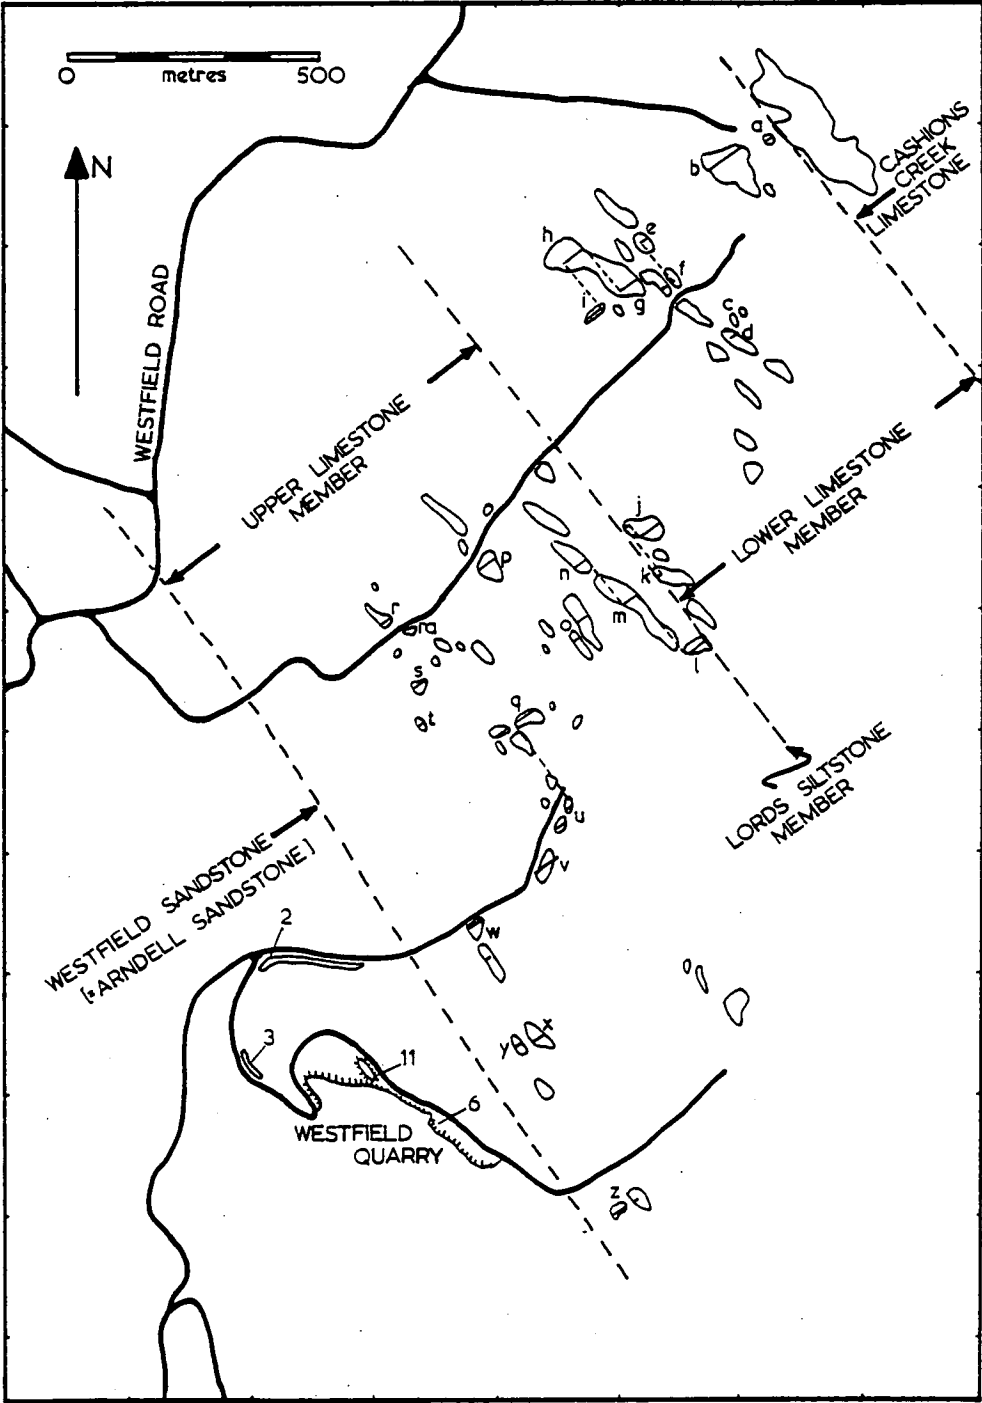 0 metres 500
N
a
b
CASHIONS
CREEK
LIMESTONE
e
h
f
i
g
c
d
WESTFIELD ROAD
UPPER LIMESTONE
MEMBER
LOWER LIMESTONE
MEMBER
j
p
n
k
r
ra
o
m
l
s
t
q
LORDS SILTSTONE
MEMBER
u
v
WESTFIELD SANDSTONE
[=ARNDELL SANDSTONE]
2
w
x
y
3
11
6
WESTFIELD
QUARRY
z